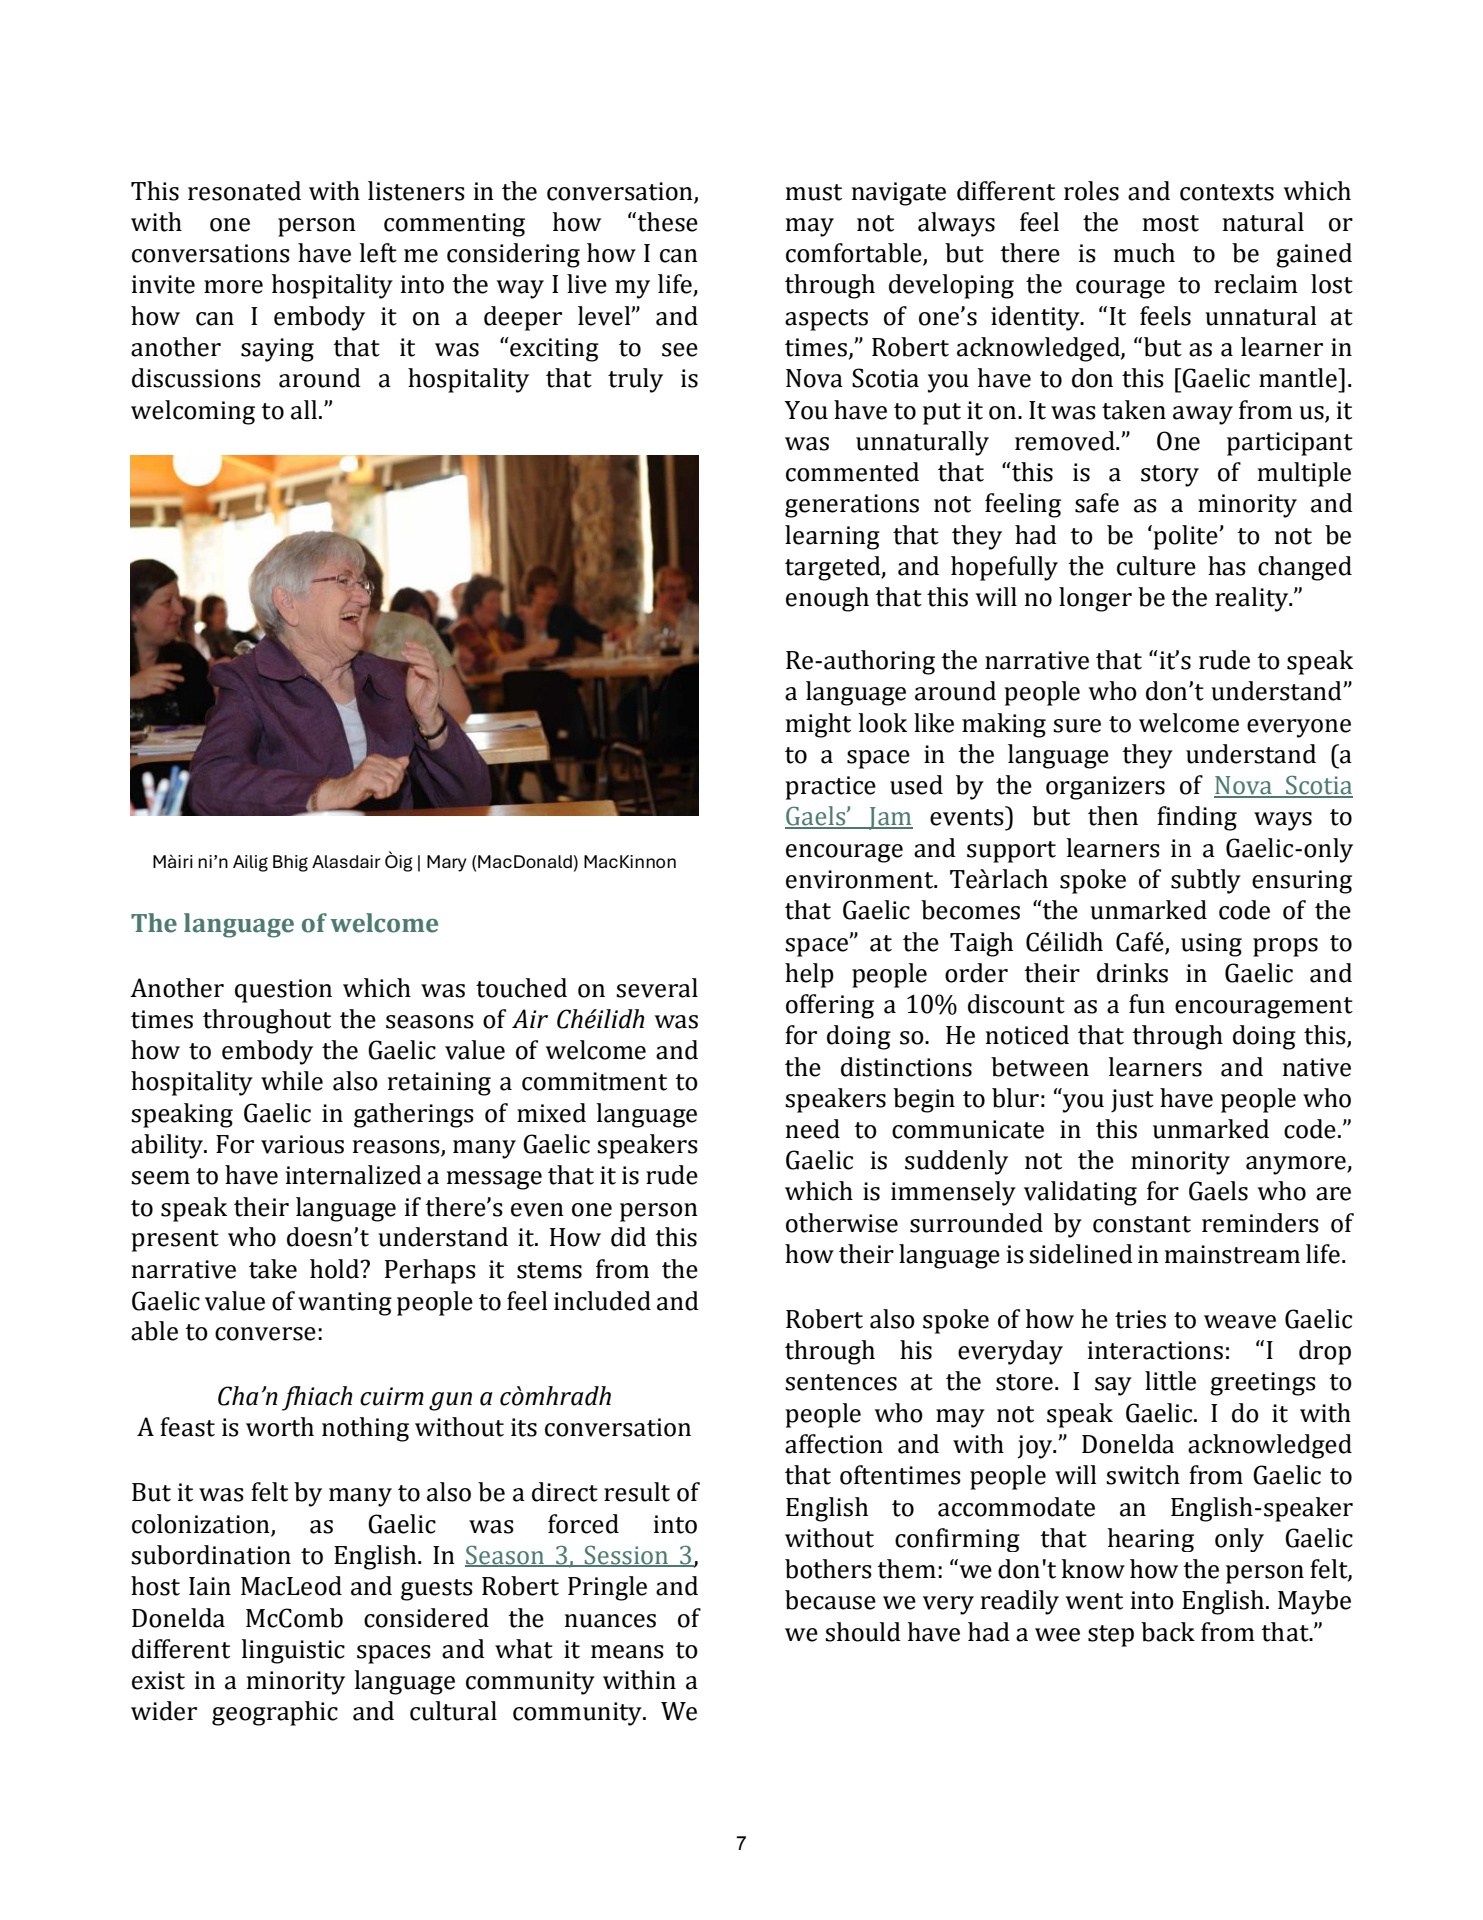 This resonated with listeners in the conversation,
with one person commenting how “these
conversations have left me considering how I can
invite more hospitality into the way I live my life,
how can I embody it on a deeper level” and
another saying that it was “exciting to see
discussions around a hospitality that truly is
welcoming to all.”
Màiri ni’n Ailig Bhig Alasdair Òig | Mary (MacDonald) MacKinnon
The language of welcome
Another question which was touched on several
times throughout the seasons of Air Chéilidh was
how to embody the Gaelic value of welcome and
hospitality while also retaining a commitment to
speaking Gaelic in gatherings of mixed language
ability. For various reasons, many Gaelic speakers
seem to have internalized a message that it is rude
to speak their language if there’s even one person
present who doesn’t understand it. How did this
narrative take hold? Perhaps it stems from the
Gaelic value of wanting people to feel included and
able to converse:
Cha’n fhiach cuirm gun a còmhradh
A feast is worth nothing without its conversation
But it was felt by many to also be a direct result of
colonization, as Gaelic was forced into
subordination to English. In Season 3, Session 3,
host Iain MacLeod and guests Robert Pringle and
Donelda McComb considered the nuances of
different linguistic spaces and what it means to
exist in a minority language community within a
wider geographic and cultural community. We
must navigate different roles and contexts which
may not always feel the most natural or
comfortable, but there is much to be gained
through developing the courage to reclaim lost
aspects of one’s identity. “It feels unnatural at
times,” Robert acknowledged, “but as a learner in
Nova Scotia you have to don this [Gaelic mantle].
You have to put it on. It was taken away from us, it
was unnaturally removed.” One participant
commented that “this is a story of multiple
generations not feeling safe as a minority and
learning that they had to be ‘polite’ to not be
targeted, and hopefully the culture has changed
enough that this will no longer be the reality.”
Re-authoring the narrative that “it’s rude to speak
a language around people who don’t understand”
might look like making sure to welcome everyone
to a space in the language they understand (a
practice used by the organizers of Nova Scotia
Gaels’ Jam events) but then finding ways to
encourage and support learners in a Gaelic-only
environment. Teàrlach spoke of subtly ensuring
that Gaelic becomes “the unmarked code of the
space” at the Taigh Céilidh Café, using props to
help people order their drinks in Gaelic and
offering a 10% discount as a fun encouragement
for doing so. He noticed that through doing this,
the distinctions between learners and native
speakers begin to blur: “you just have people who
need to communicate in this unmarked code.”
Gaelic is suddenly not the minority anymore,
which is immensely validating for Gaels who are
otherwise surrounded by constant reminders of
how their language is sidelined in mainstream life.
Robert also spoke of how he tries to weave Gaelic
through his everyday interactions: “I drop
sentences at the store. I say little greetings to
people who may not speak Gaelic. I do it with
affection and with joy.” Donelda acknowledged
that oftentimes people will switch from Gaelic to
English to accommodate an English-speaker
without confirming that hearing only Gaelic
bothers them: “we don't know how the person felt,
because we very readily went into English. Maybe
we should have had a wee step back from that.”
7